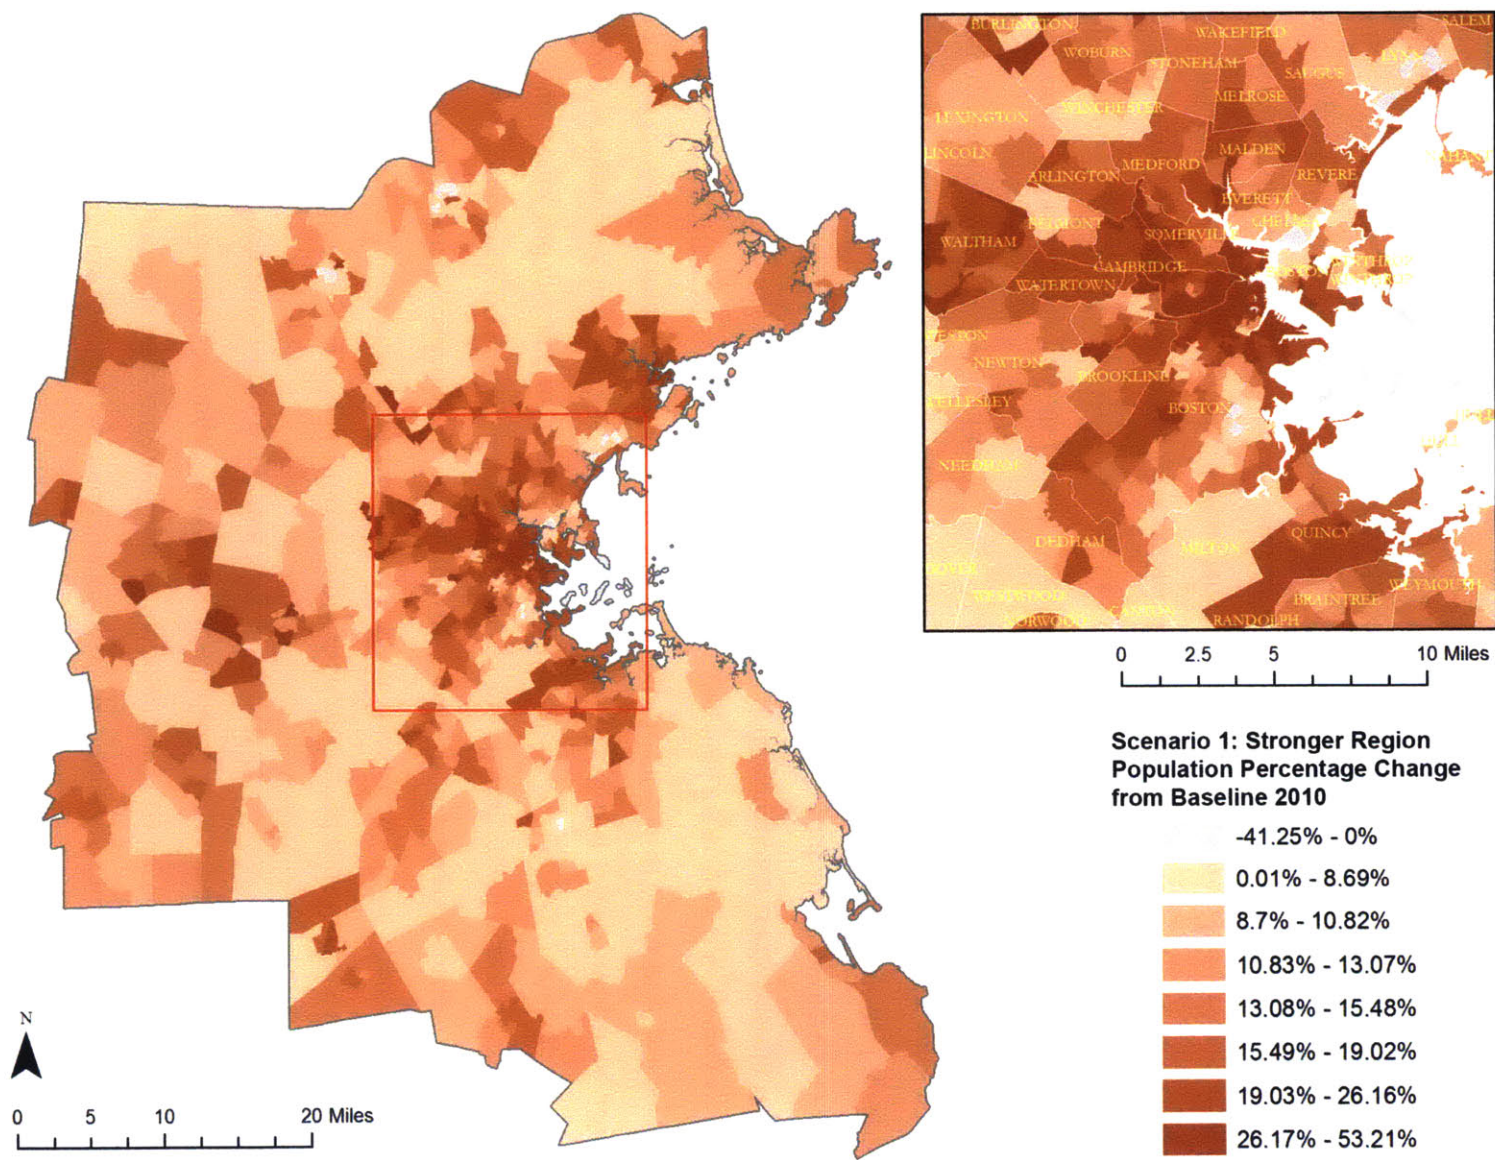 BURLINGTON
SALEM
WAKEFIELD
WOBURN
STONEHAM
LYNN
SAUGUS
MELROSE
WINCHESTER
LEXINGTON
LINCOLN
MALDEN
MEDFORD
ARLINGTON
REVERE
EVERETT
BELMONT
WALTHAM
SOMERVILLE
CAMBRIDGE
WATERTOWN
NEWTON
BROOKLINE
BOSTON
NEEDHAM
QUINCY
DEDHAM
MILTON
WEYMOUTH
WESTWOOD
BRAINTREE
NORWOOD
RANDOLPH
0 2.5 5 10 Miles
Scenario 1: Stronger Region
Population Percentage Change
from Baseline 2010
-41.25% - 0%
0.01% - 8.69%
8.7% - 10.82%
10.83% - 13.07%
13.08% - 15.48%
15.49% - 19.02%
19.03% - 26.16%
26.17% - 53.21%
N
0 5 10 20 Miles